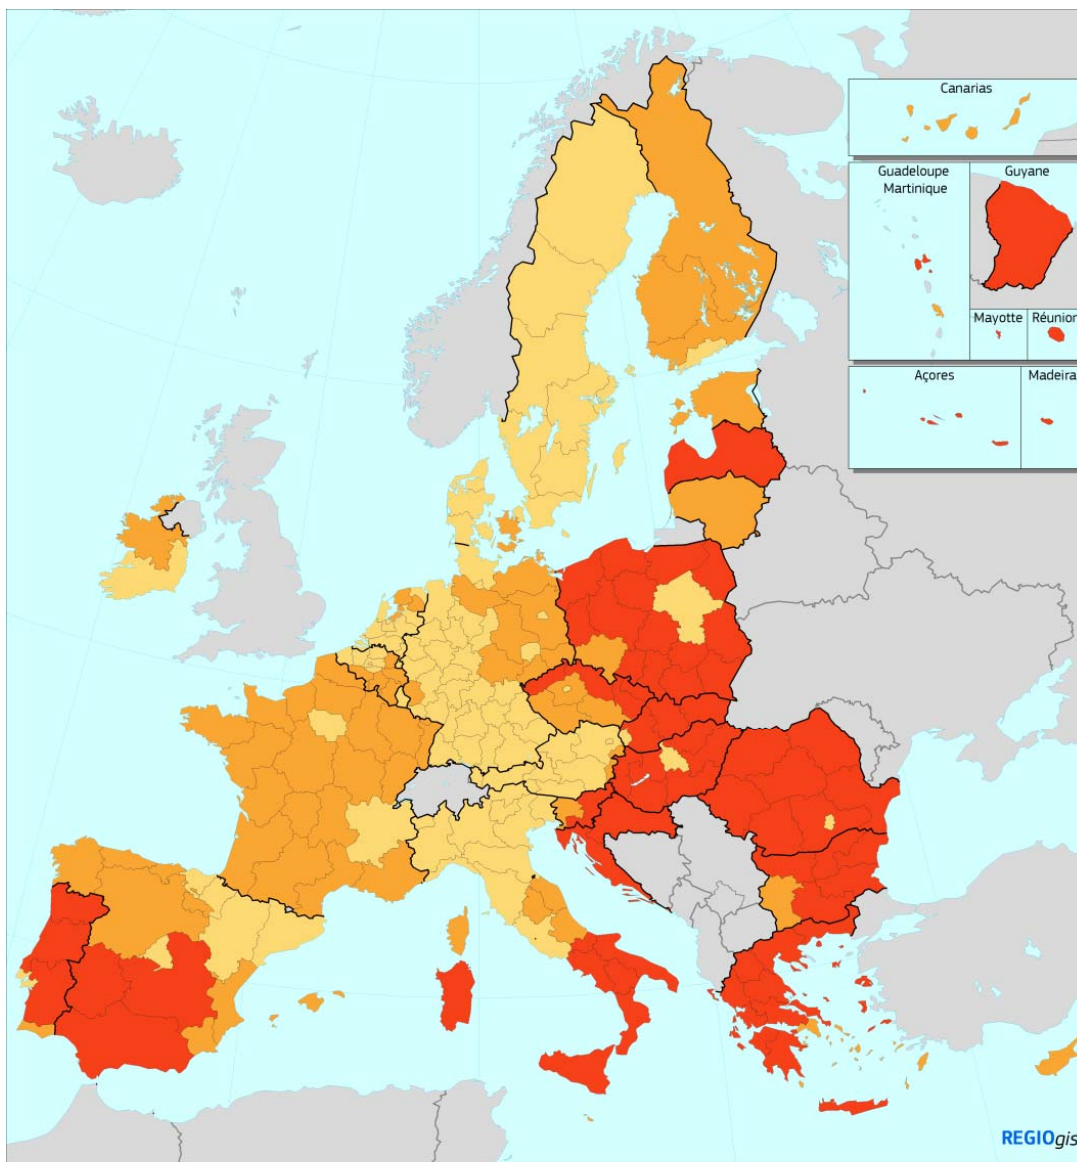 Canarias
Guadeloupe
Martinique
Guyane
Mayotte
Réunion
Açores
Madeira
REGIOgis